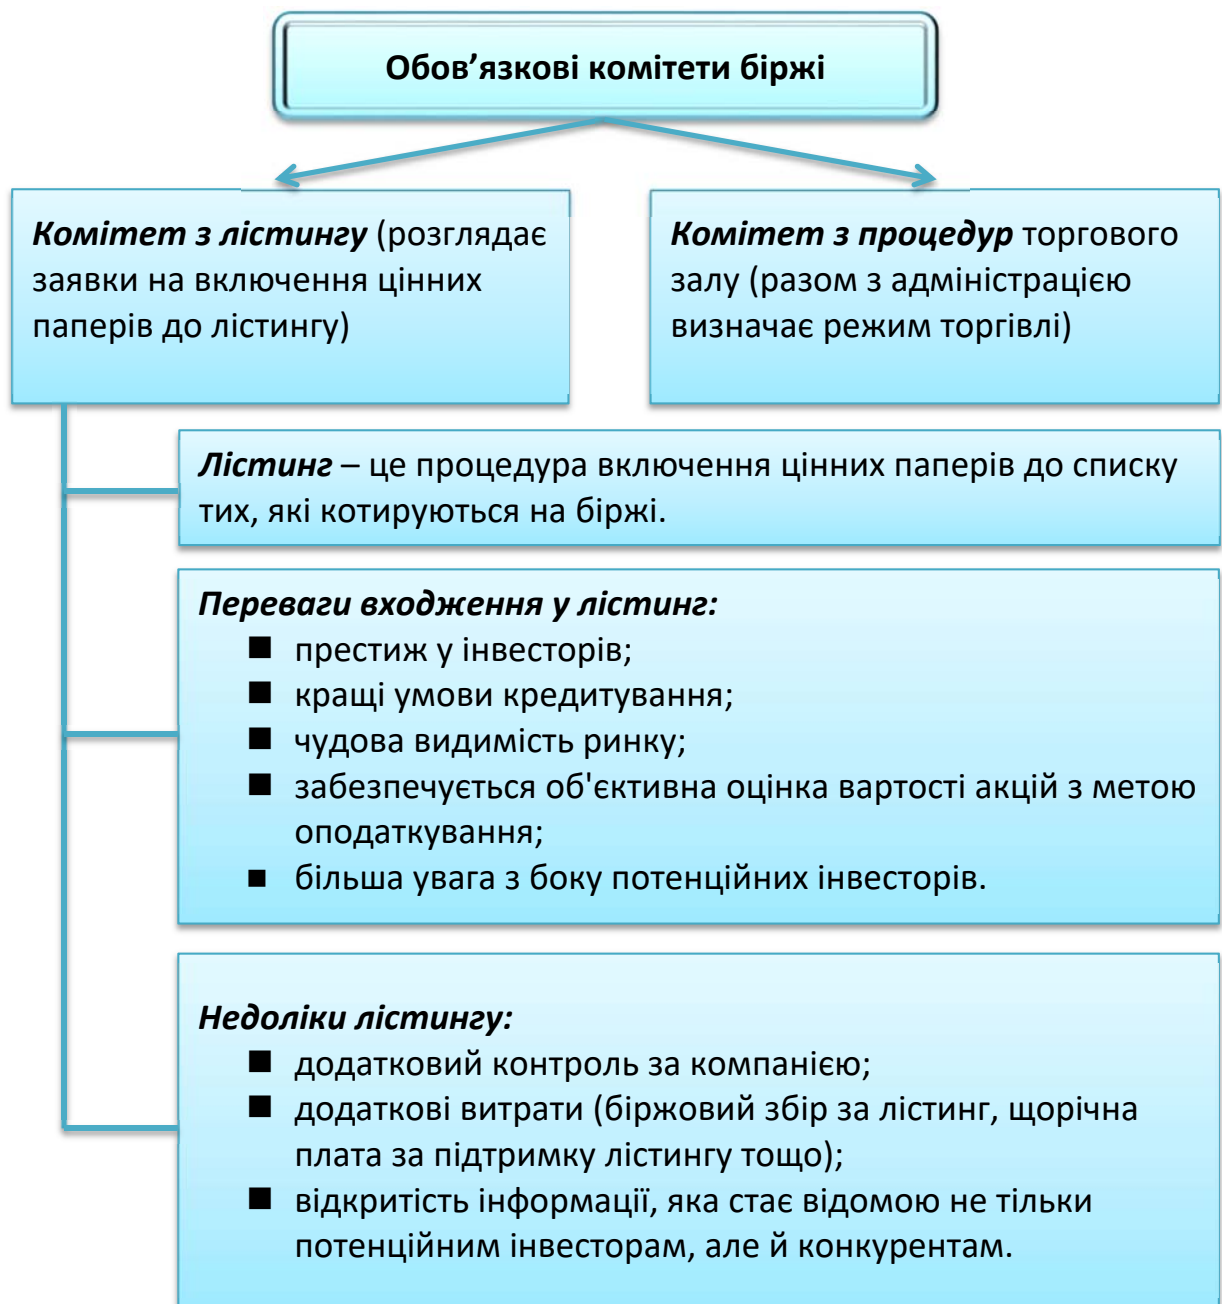 Обов’язкові комітети біржі
Комітет з лістингу (розглядає
заявки на включення цінних
паперів до лістингу)
Комітет з процедур торгового
залу (разом з адміністрацією
визначає режим торгівлі)
Лістинг – це процедура включення цінних паперів до списку
тих, які котируються на біржі.
Переваги входження у лістинг:
■ престиж у інвесторів;
■ кращі умови кредитування;
■ чудова видимість ринку;
■ забезпечується об'єктивна оцінка вартості акцій з метою
оподаткування;
■ більша увага з боку потенційних інвесторів.
Недоліки лістингу:
■ додатковий контроль за компанією;
■ додаткові витрати (біржовий збір за лістинг, щорічна
плата за підтримку лістингу тощо);
■ відкритість інформації, яка стає відомою не тільки
потенційним інвесторам, але й конкурентам.